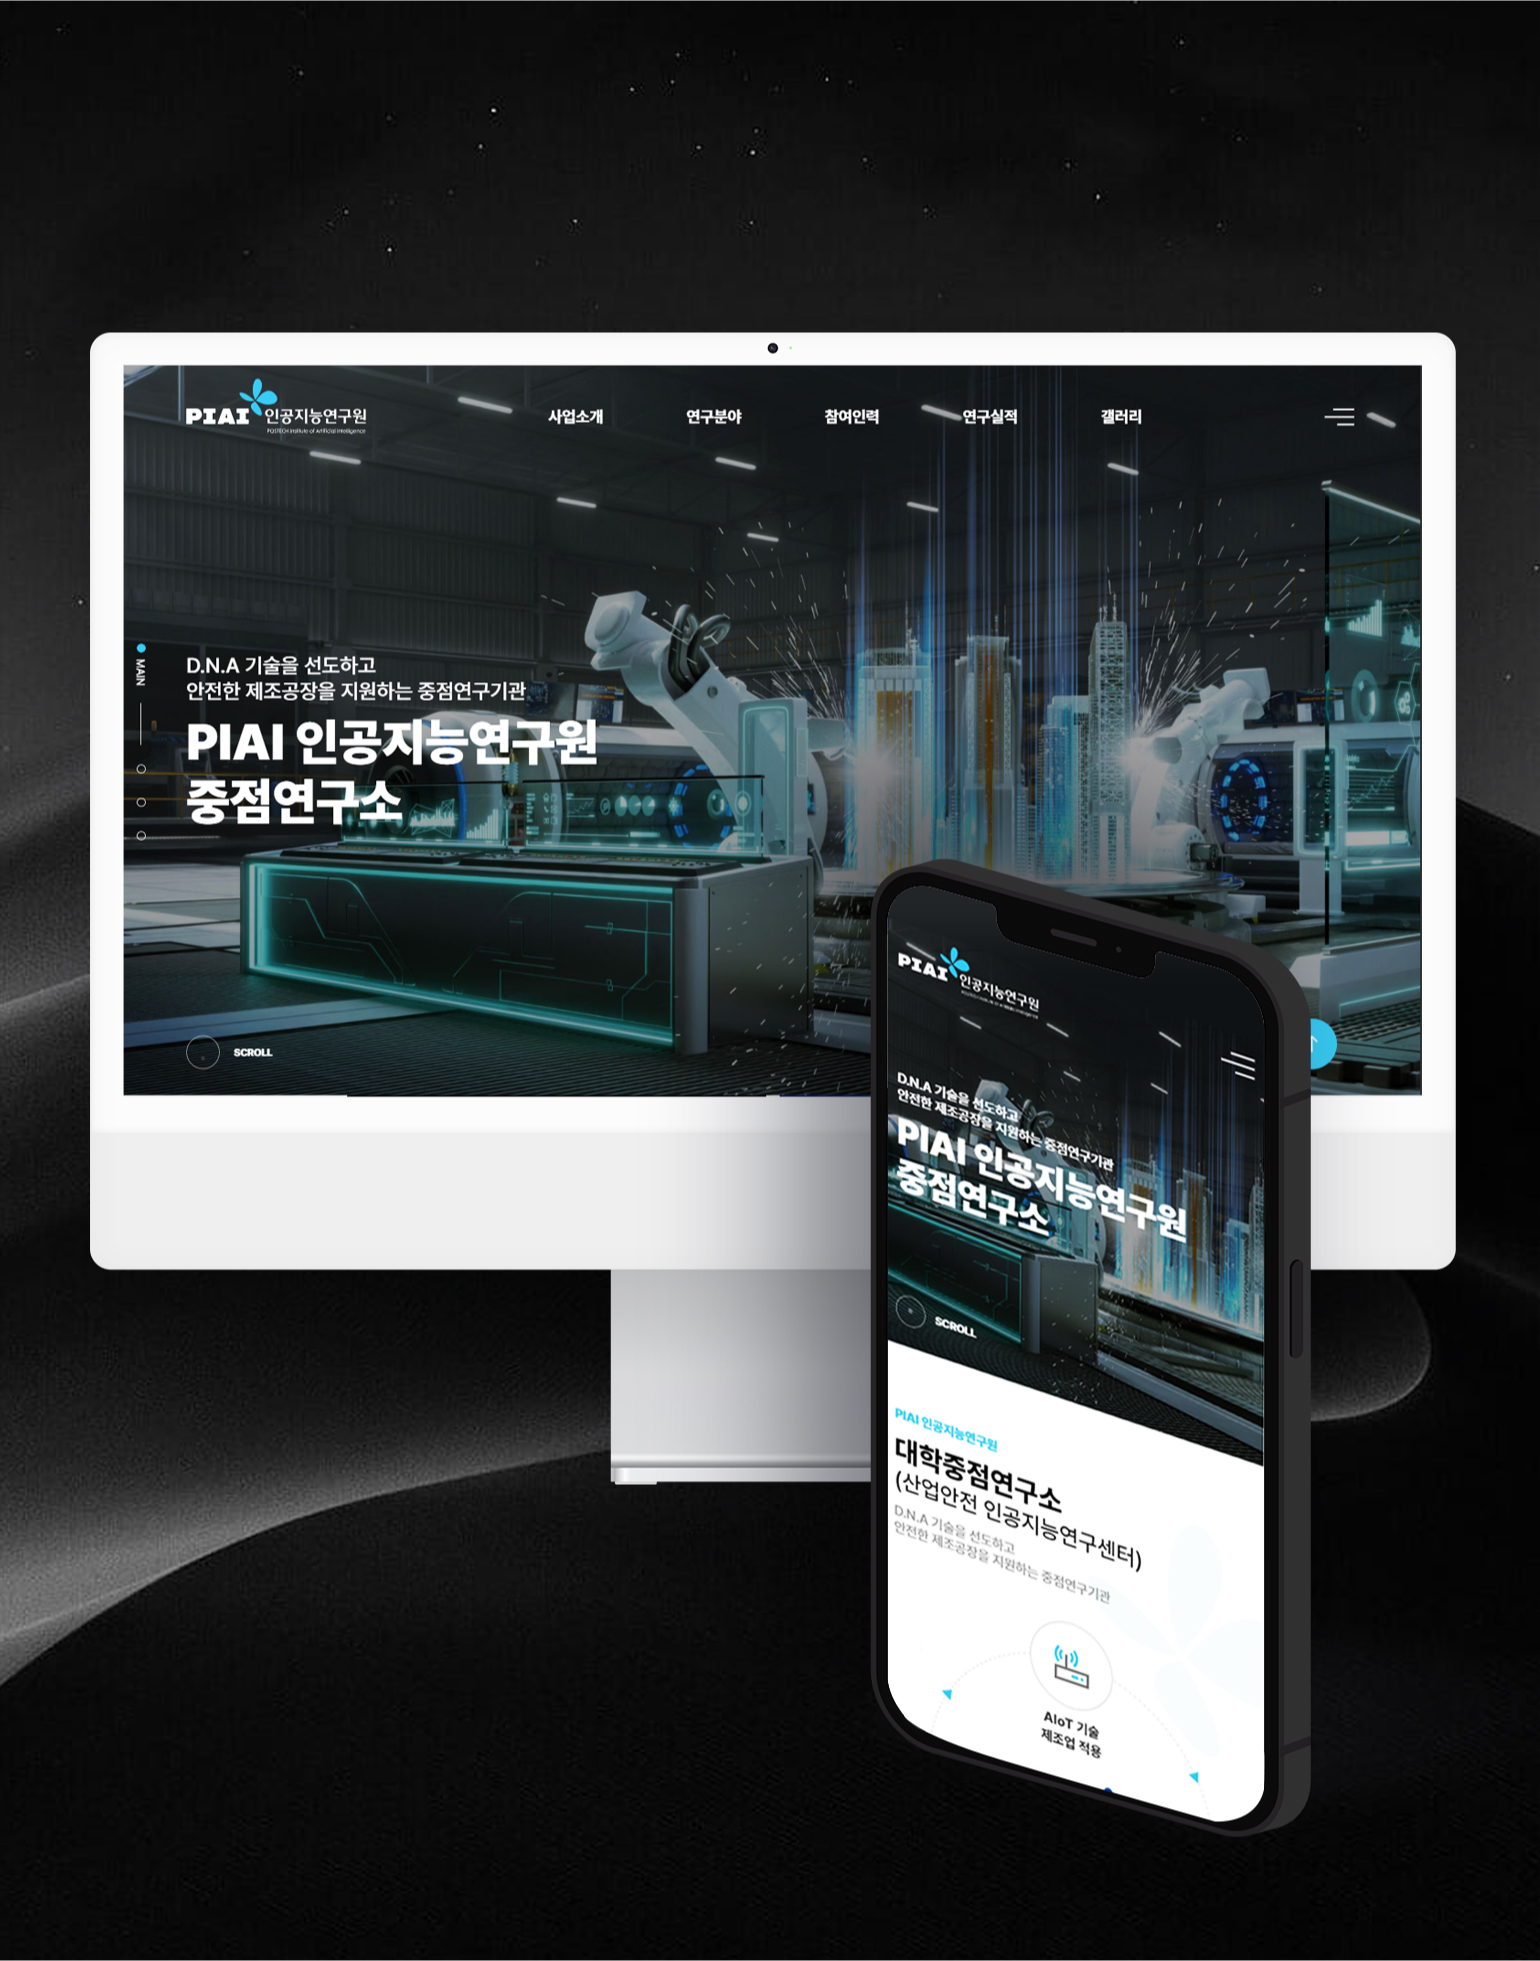 PIAI 인공지능연구원
POSTECH Institute of Artificial Intelligence
사업소개
연구분야
참여인력
연구실적
갤러리
MAIN
D.N.A 기술을 선도하고
안전한 제조공장을 지원하는 중점연구기관
PIAI 인공지능연구원
중점연구소
SCROLL
PIAI 인공지능연구원
POSTECH Institute of Artificial Intelligence
D.N.A 기술을 선도하고
안전한 제조공장을 지원하는 중점연구기관
PIAI 인공지능연구원
중점연구소
SCROLL
PIAI 인공지능연구원
대학중점연구소
(산업안전 인공지능연구센터)
D.N.A 기술을 선도하고
안전한 제조공장을 지원하는 중점연구기관
AIoT 기술
제조업 적용